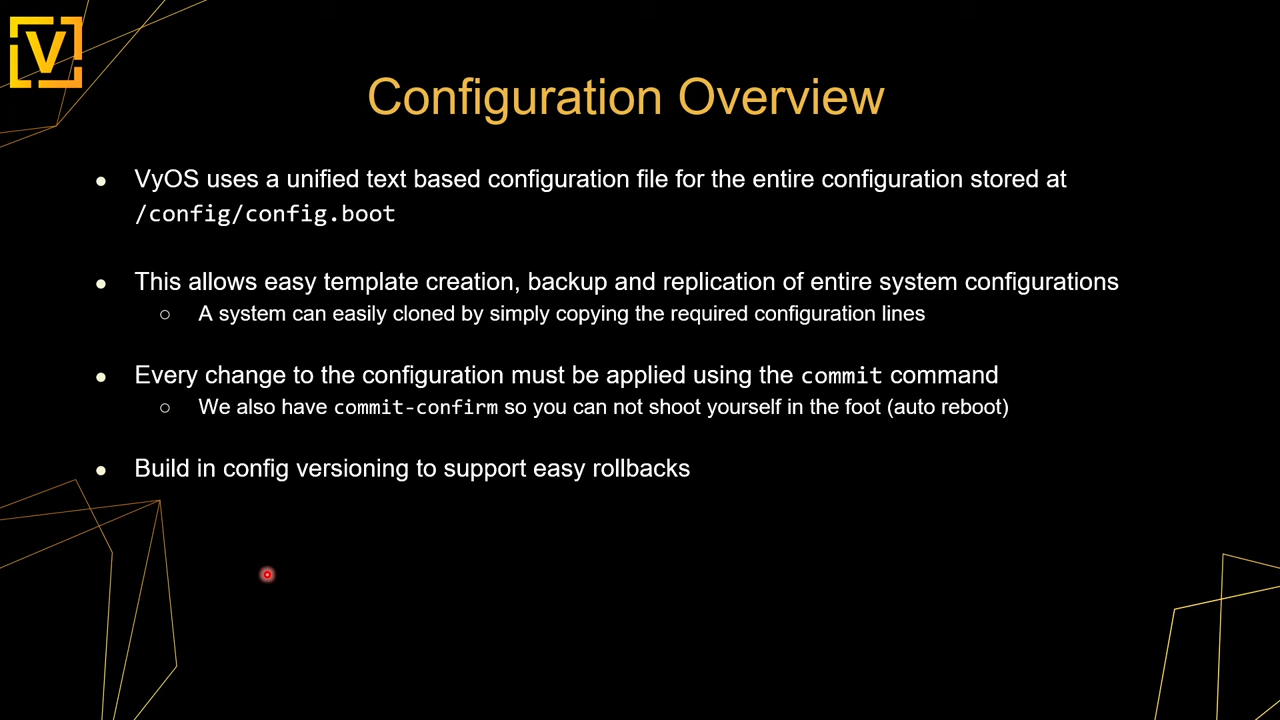 V
Configuration Overview
● VyOS uses a unified text based configuration file for the entire configuration stored at
/config/config.boot
● This allows easy template creation, backup and replication of entire system configurations
○ A system can easily cloned by simply copying the required configuration lines
● Every change to the configuration must be applied using the commit command
○ We also have commit-confirm so you can not shoot yourself in the foot (auto reboot)
● Build in config versioning to support easy rollbacks